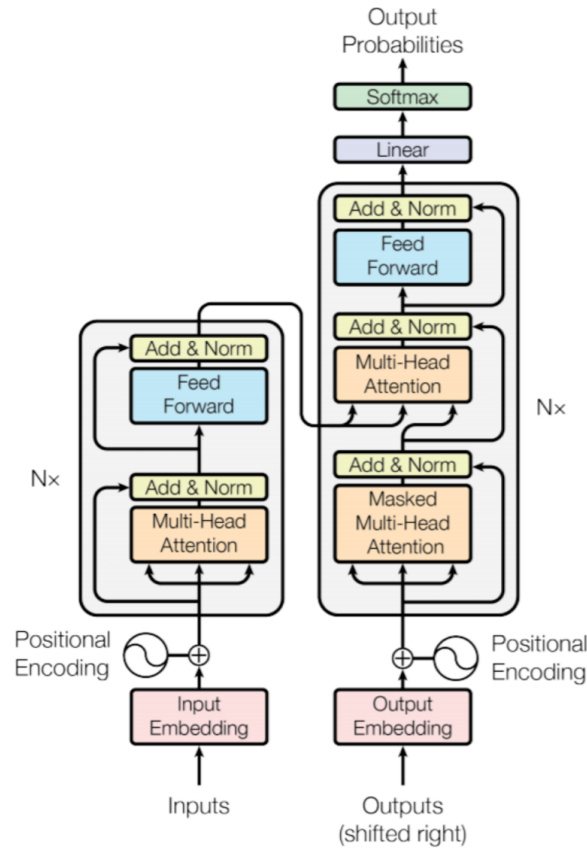 Output
Probabilities
Softmax
Linear
Add & Norm
Feed
Forward
Add & Norm
Multi-Head
Attention
Add & Norm
Masked
Multi-Head
Attention
N×
Add & Norm
Feed
Forward
Add & Norm
Multi-Head
Attention
N×
Positional
Encoding
Positional
Encoding
Input
Embedding
Output
Embedding
Inputs
Outputs
(shifted right)